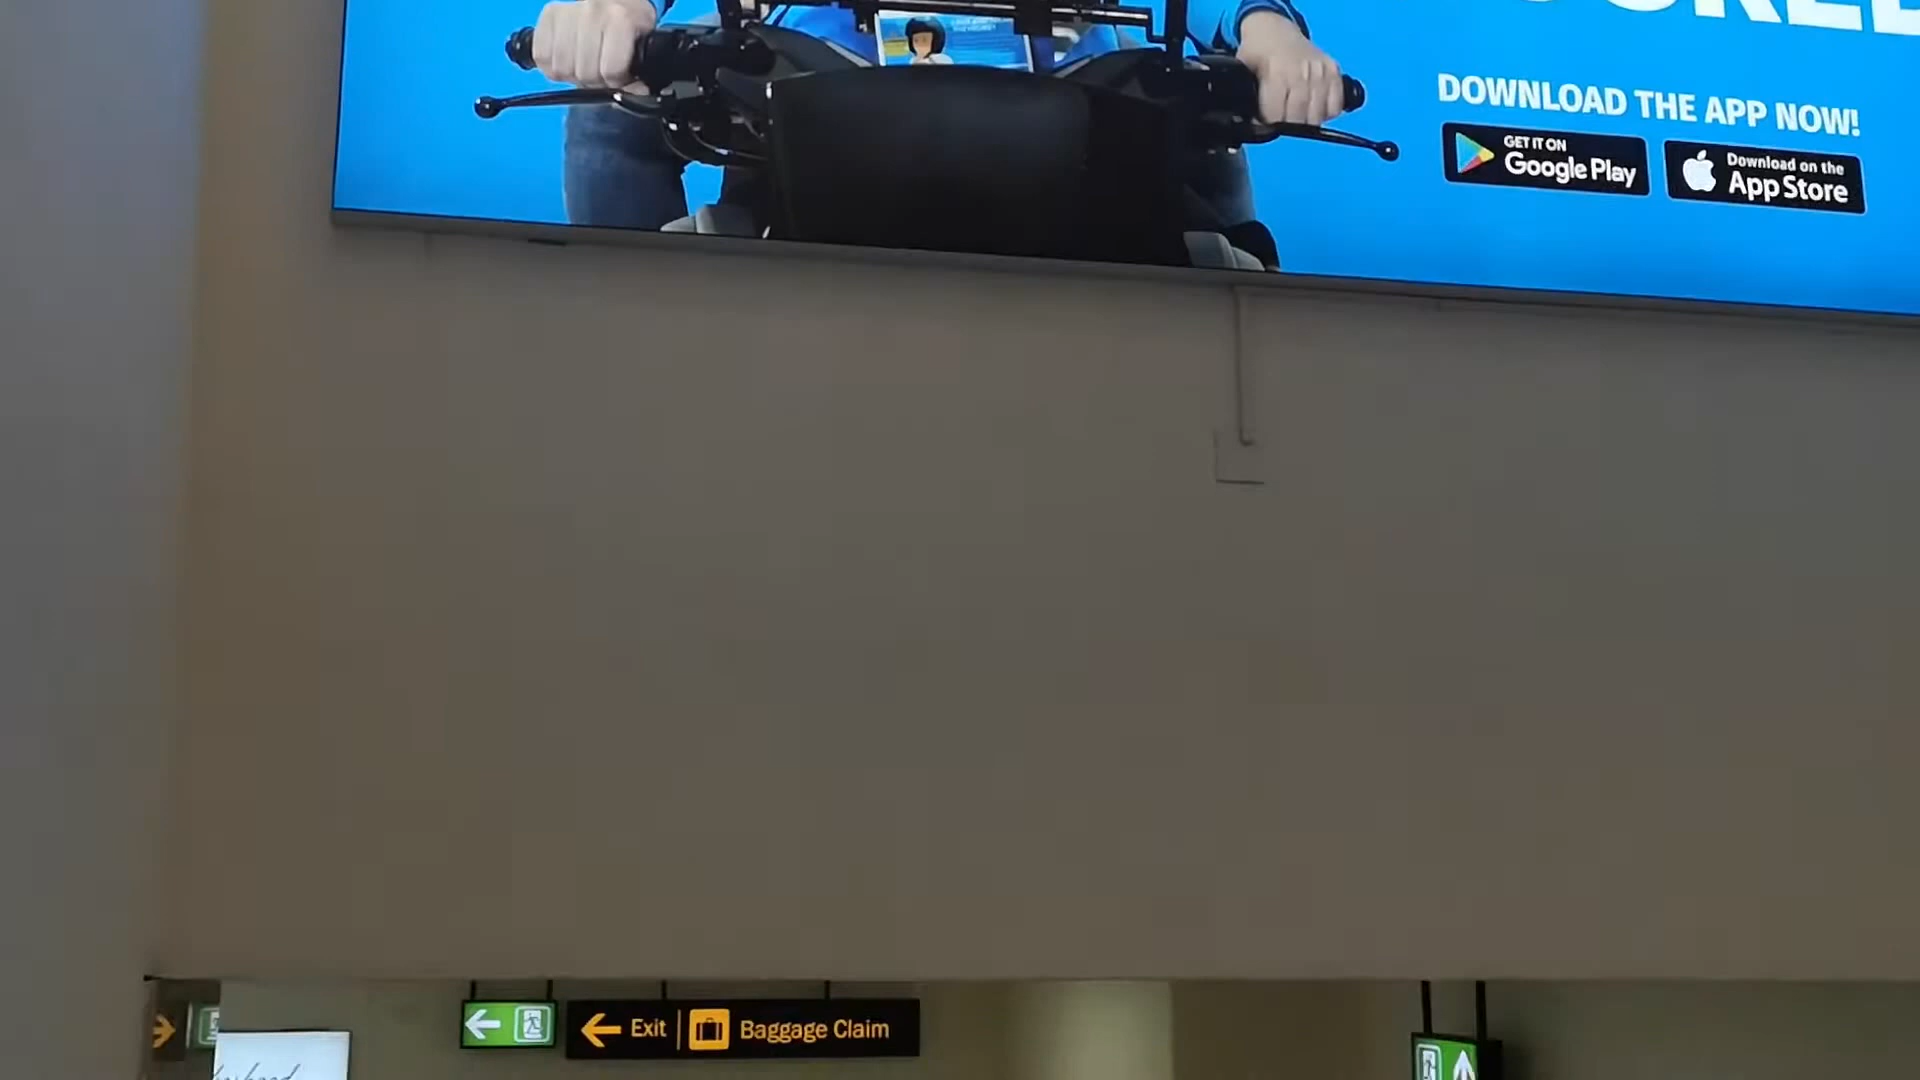 DOWNLOAD THE APP NOW!
GET IT ON
Google Play
Download on the
App Store
Exit
Baggage Claim